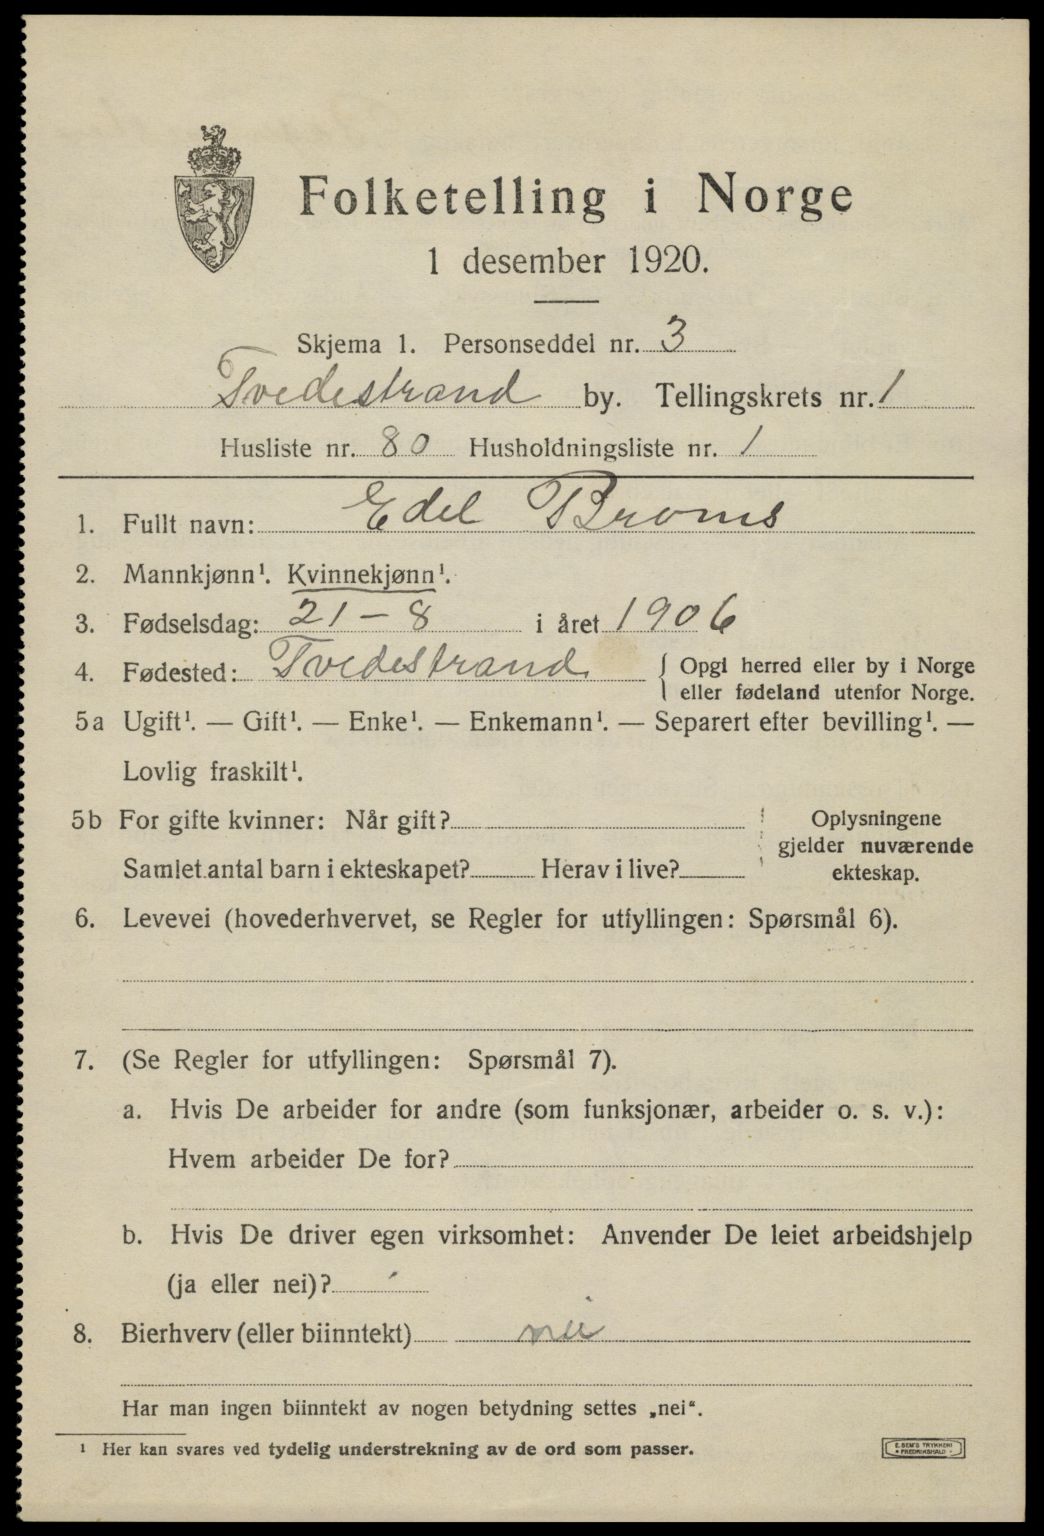 Folketelling i Norge
1 desember 1920.
Skjema 1. Personseddel nr. 3
Tvedestrand by. Tellingskrets nr. 1
Husliste nr. 80 Husholdningsliste nr. 1
1. Fullt navn: Edel Broms
2. Mannkjønn¹. Kvinnekjønn¹.
3. Fødselsdag: 21 - 8 i året 1906
4. Fødested: Tvedestrand. { Opgi herred eller by i Norge
eller fødeland utenfor Norge.
5a Ugift¹. — Gift¹. — Enke¹. — Enkemann¹. — Separert efter bevilling¹. —
Lovlig fraskilt¹.
5b For gifte kvinner: Når gift?
Samlet antal barn i ekteskapet? Herav i live?
Oplysningene
gjelder nuværende
ekteskap.
6. Levevei (hovederhvervet, se Regler for utfyllingen: Spørsmål 6).
7. (Se Regler for utfyllingen: Spørsmål 7).
a. Hvis De arbeider for andre (som funksjonær, arbeider o. s. v.):
Hvem arbeider De for?
b. Hvis De driver egen virksomhet: Anvender De leiet arbeidshjelp
(ja eller nei)?
8. Bierhverv (eller biinntekt) nei
Har man ingen biinntekt av nogen betydning settes „nei“.
¹ Her kan svares ved tydelig understrekning av de ord som passer.
E. SEM'S TRYKKERI
• FREDRIKSHALD •